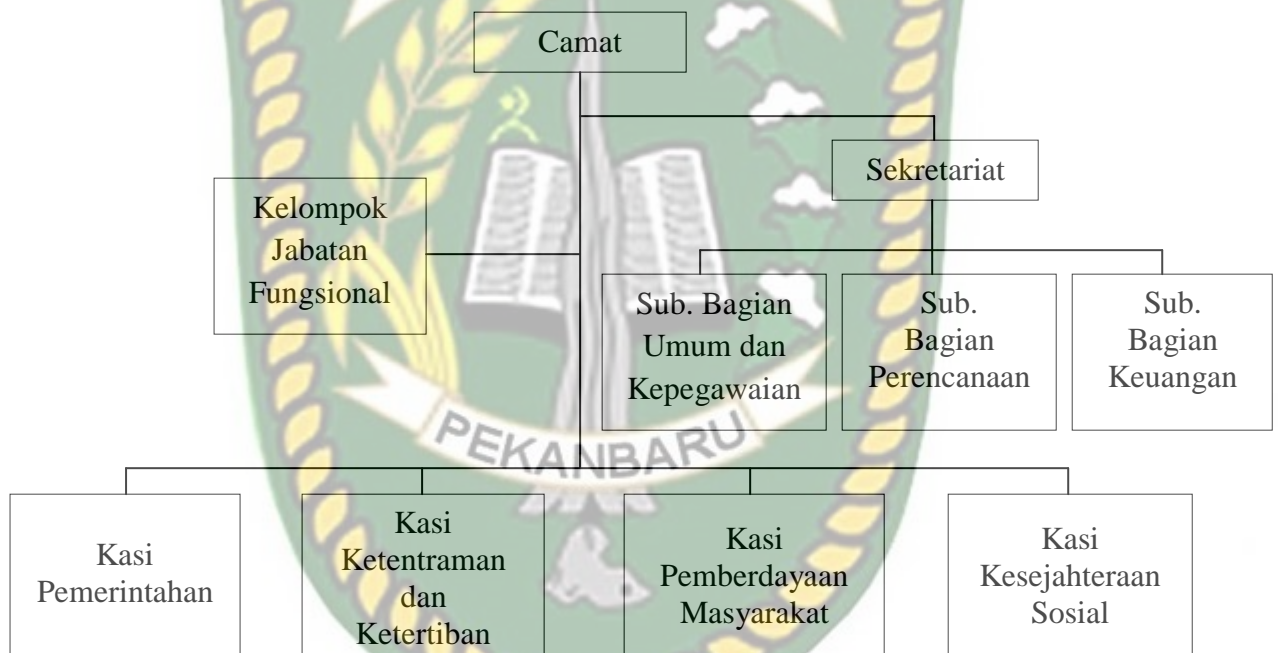 Camat
Sekretariat
Kelompok
Jabatan
Fungsional
Sub. Bagian
Umum dan
Kepegawaian
Sub.
Bagian
Perencanaan
Sub.
Bagian
Keuangan
PEKANBARU
Kasi
Pemerintahan
Kasi
Ketentraman
dan
Ketertiban
Kasi
Pemberdayaan
Masyarakat
Kasi
Kesejahteraan
Sosial